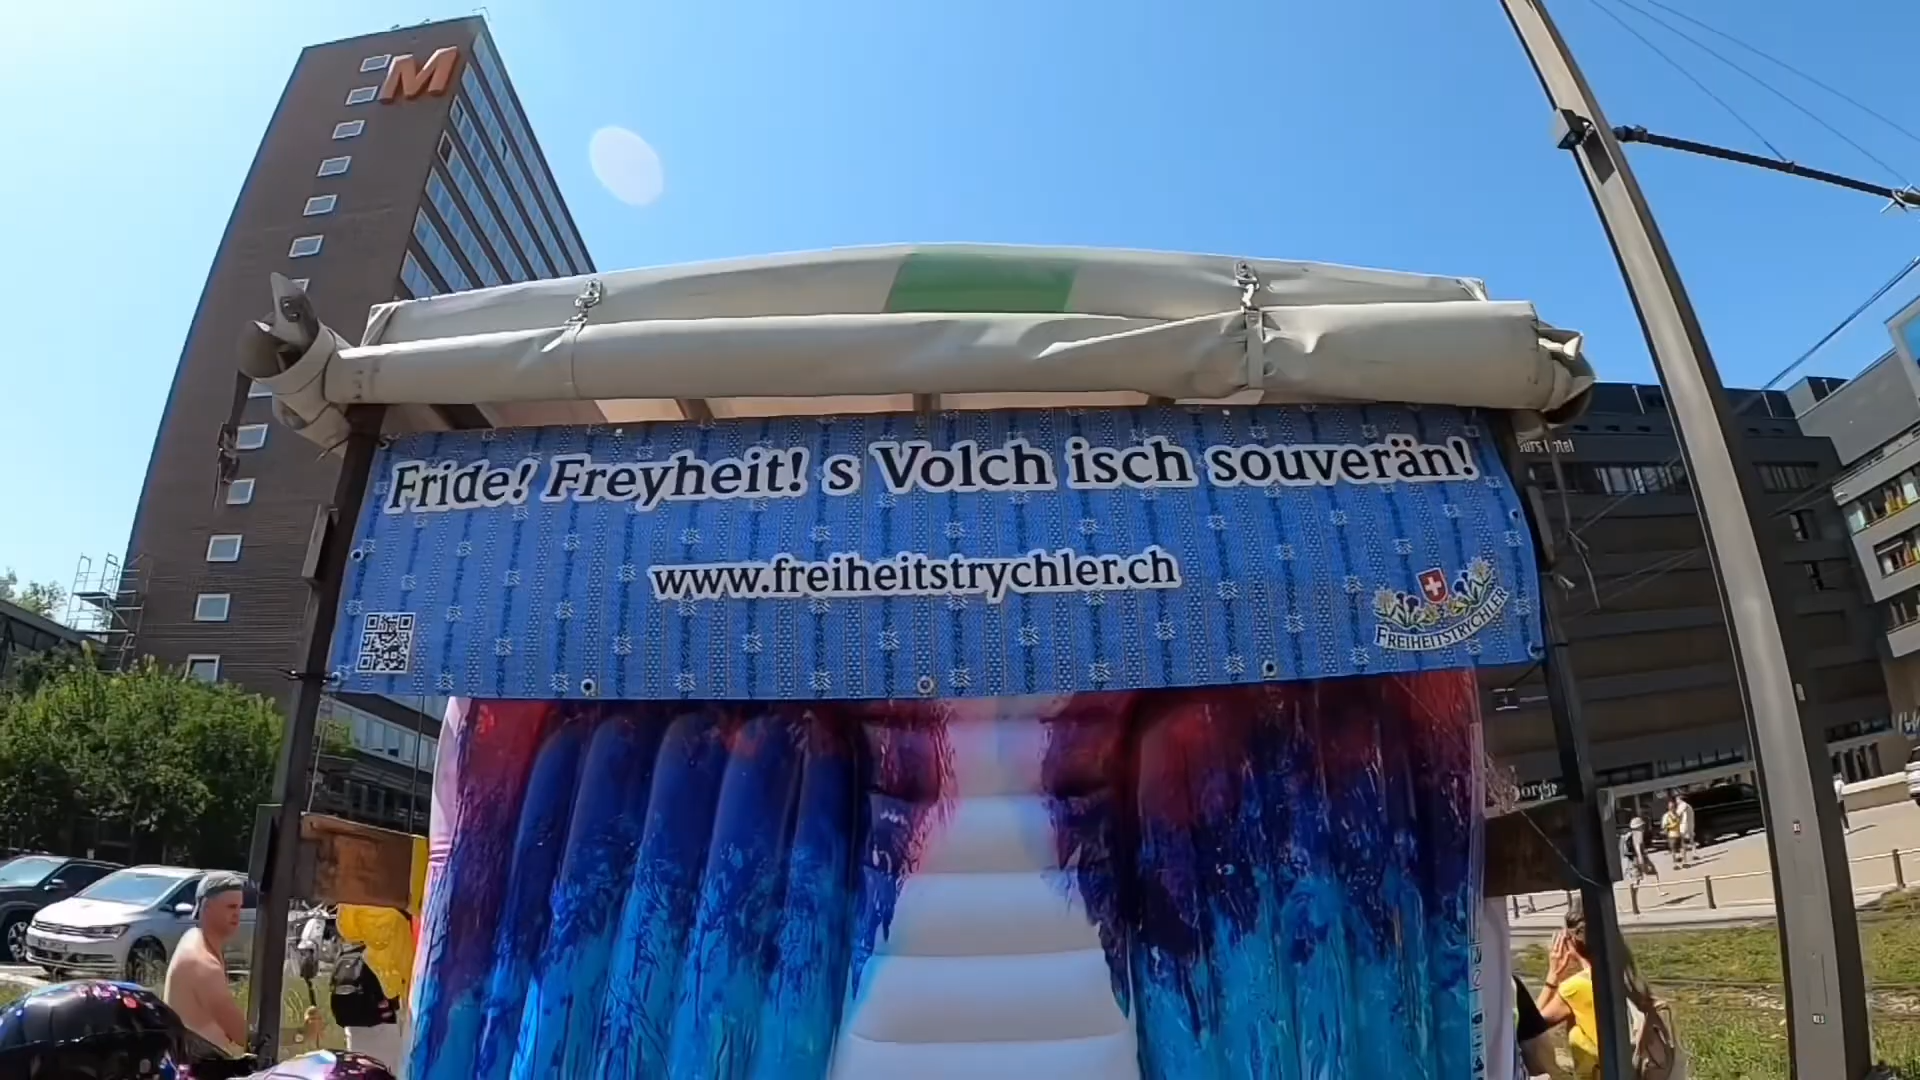 M
Fride! Freyheit! s Volch isch souverän!
www.freiheitstrychler.ch
FREIHEITSTRYCHLER